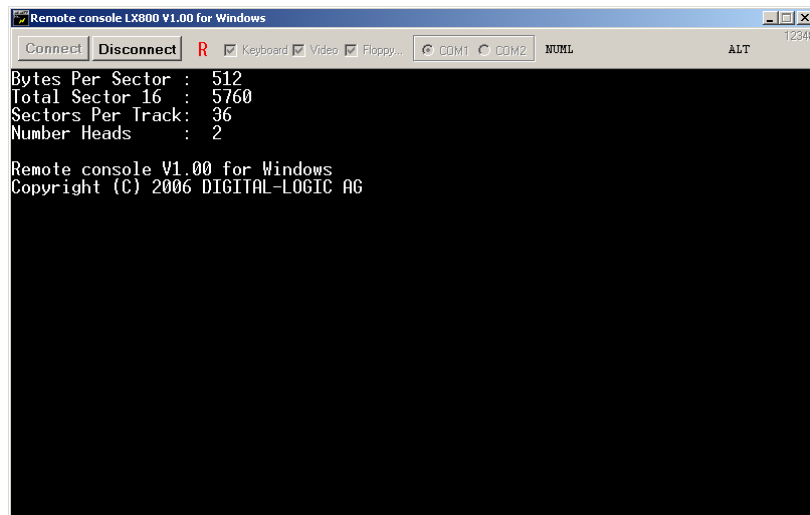 Remote console LX800 V1.00 for Windows
Connect Disconnect R Keyboard Video Floppy... COM1 COM2 NUML ALT
Bytes Per Sector :  512
Total Sector 16  :  5760
Sectors Per Track:  36
Number Heads     :  2
Remote console V1.00 for Windows
Copyright (C) 2006 DIGITAL-LOGIC AG